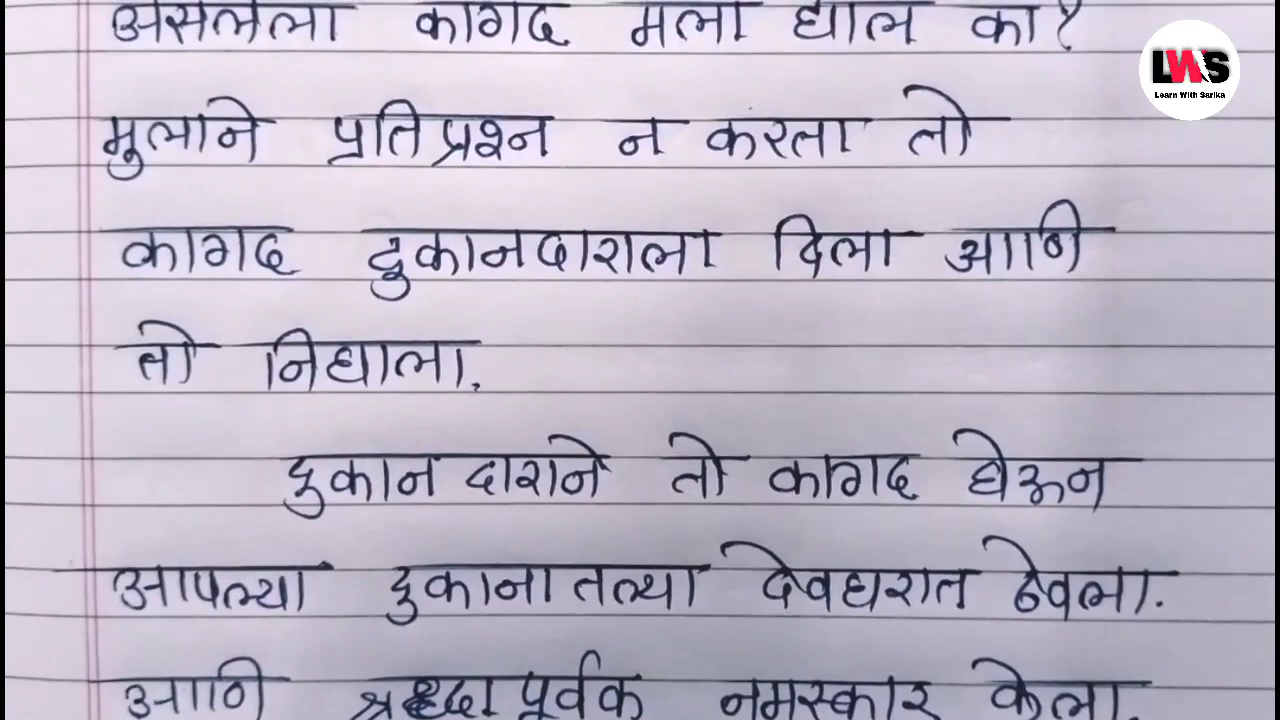 असलेला कागद मला द्याल का?
LWS
Learn With Sarika
मुलाने प्रतिप्रश्न न करता तो
कागद दुकानदाराला दिला आणि
तो निघाला.
दुकानदाराने तो कागद घेऊन
आपल्या दुकानातल्या देवघरात ठेवला.
आणि श्रद्धापूर्वक नमस्कार केला.